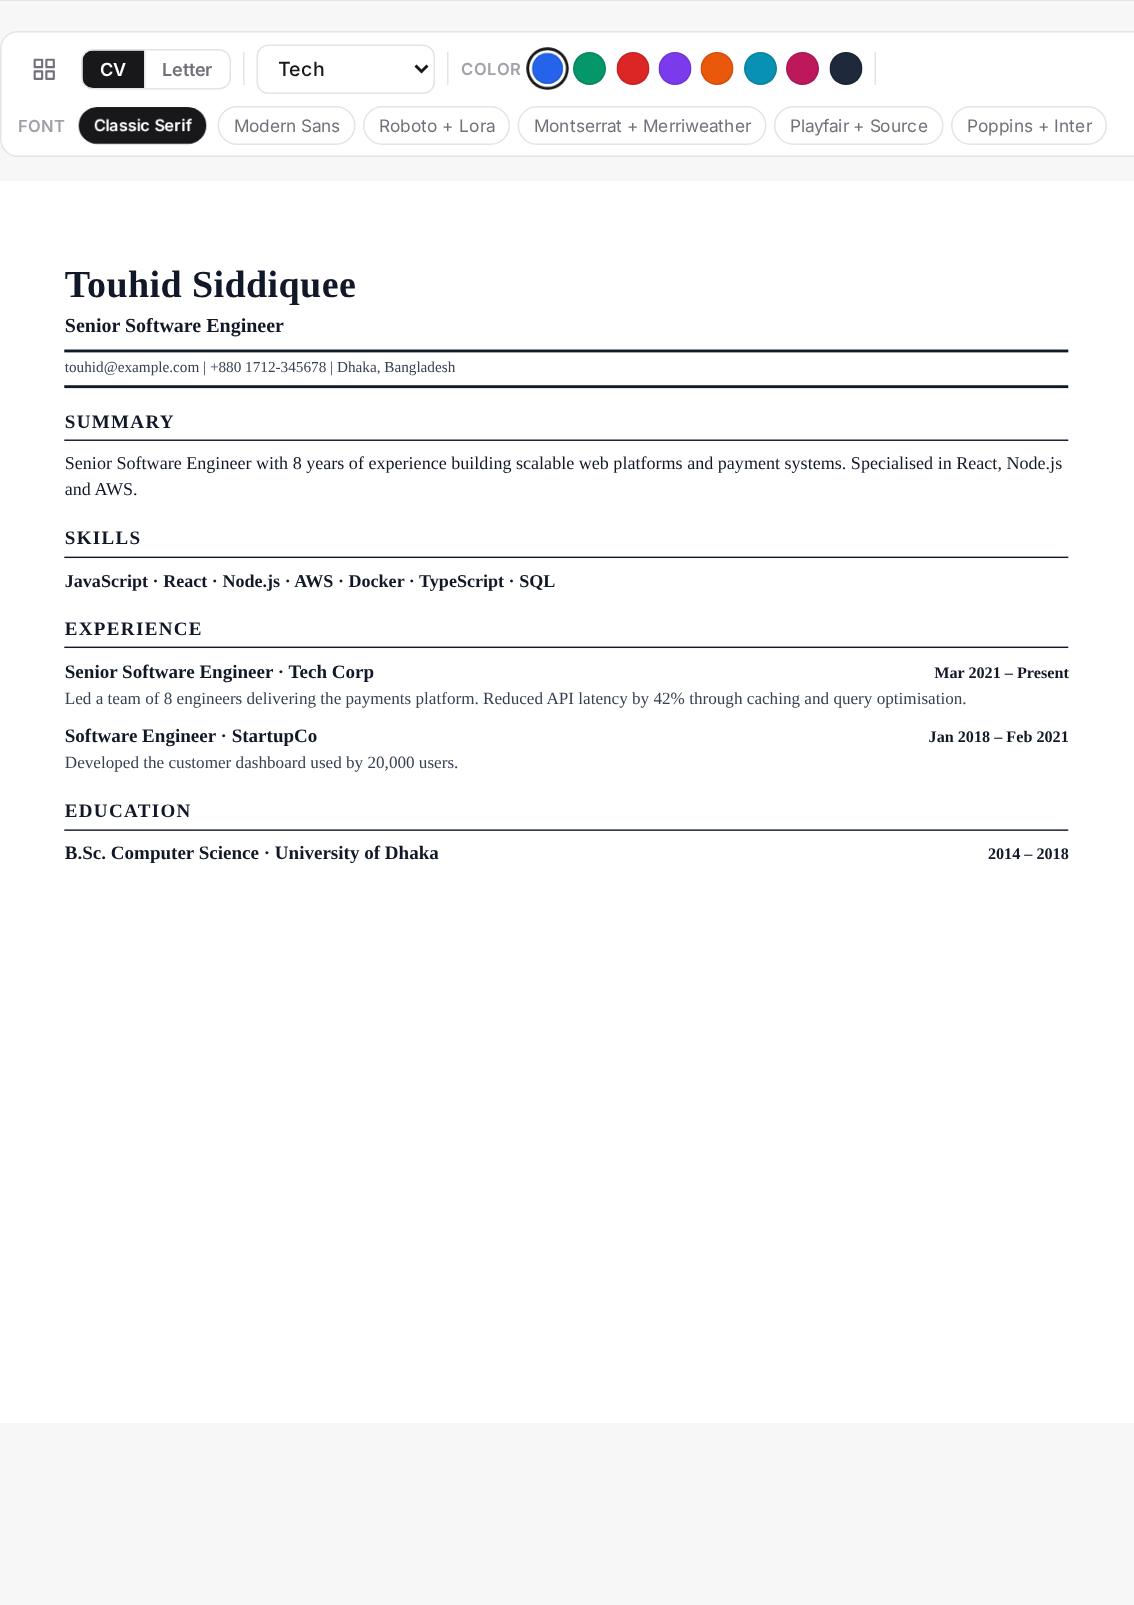 CV Letter Tech COLOR
FONT Classic Serif Modern Sans Roboto + Lora Montserrat + Merriweather Playfair + Source Poppins + Inter
Touhid Siddiquee
Senior Software Engineer
touhid@example.com | +880 1712-345678 | Dhaka, Bangladesh
SUMMARY
Senior Software Engineer with 8 years of experience building scalable web platforms and payment systems. Specialised in React, Node.js
and AWS.
SKILLS
JavaScript · React · Node.js · AWS · Docker · TypeScript · SQL
EXPERIENCE
Senior Software Engineer · Tech Corp Mar 2021 – Present
Led a team of 8 engineers delivering the payments platform. Reduced API latency by 42% through caching and query optimisation.
Software Engineer · StartupCo Jan 2018 – Feb 2021
Developed the customer dashboard used by 20,000 users.
EDUCATION
B.Sc. Computer Science · University of Dhaka 2014 – 2018